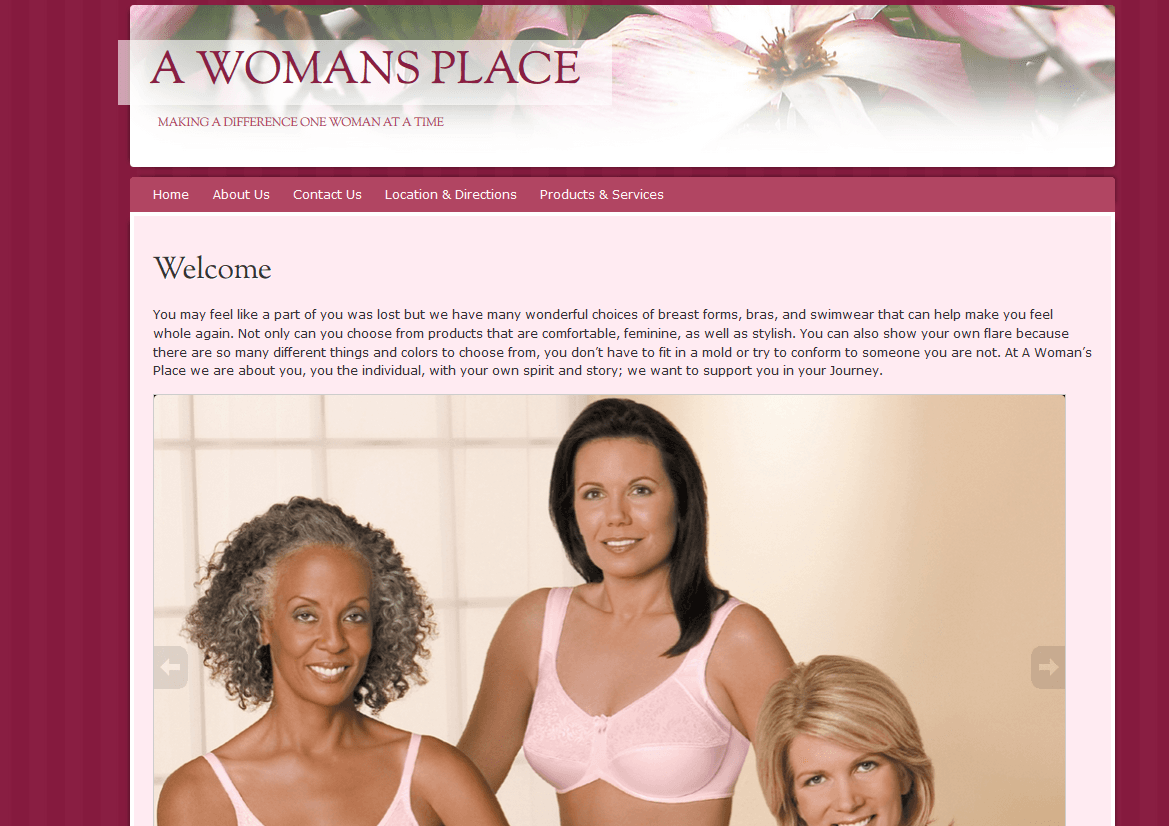 A WOMANS PLACE
MAKING A DIFFERENCE ONE WOMAN AT A TIME
Home About Us Contact Us Location & Directions Products & Services
Welcome
You may feel like a part of you was lost but we have many wonderful choices of breast forms, bras, and swimwear that can help make you feel
whole again. Not only can you choose from products that are comfortable, feminine, as well as stylish. You can also show your own flare because
there are so many different things and colors to choose from, you don’t have to fit in a mold or try to conform to someone you are not. At A Woman’s
Place we are about you, you the individual, with your own spirit and story; we want to support you in your Journey.